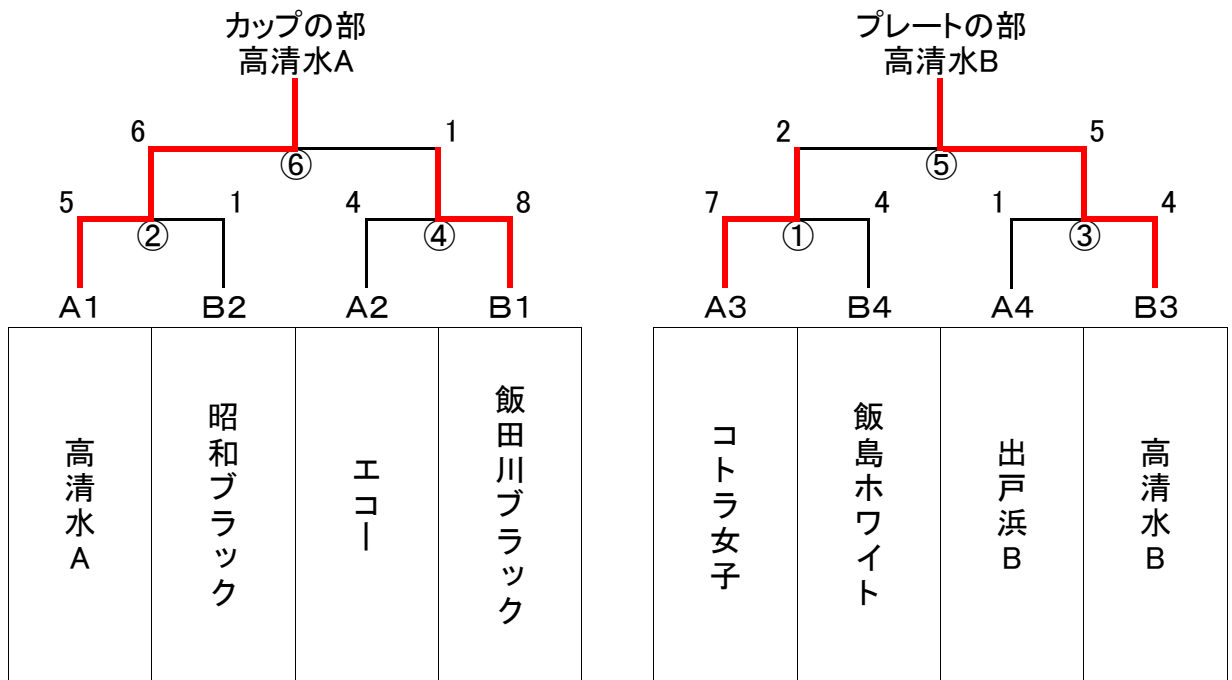 カップの部
高清水A
6
1
⑥
5
1
4
8
②
④
A1
B2
A2
B1
高清水A
昭和ブラック
エコー
飯田川ブラック
プレートの部
高清水B
2
5
⑤
7
4
1
4
①
③
A3
B4
A4
B3
コトラ女子
飯島ホワイト
出戸浜B
高清水B